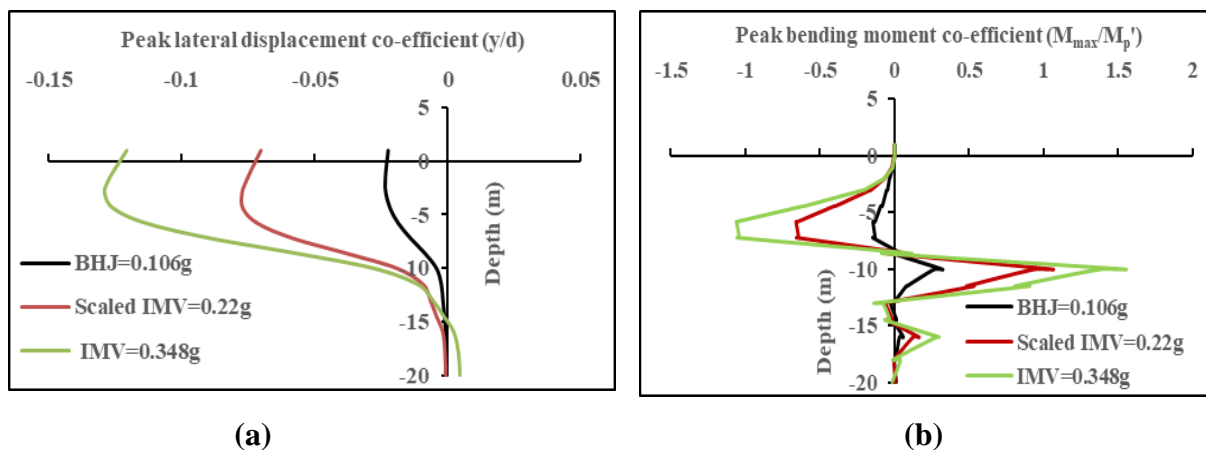 Peak lateral displacement co-efficient (y/d)
-0.15 -0.1 -0.05 0 0.05
5
0
-5
-10
-15
-20
Depth (m)
BHJ=0.106g
Scaled IMV=0.22g
IMV=0.348g
(a)
Peak bending moment co-efficient (Mmax/Mp')
-1.5 -1 -0.5 0 0.5 1 1.5 2
5
0
-5
-10
-15
-20
Depth (m)
BHJ=0.106g
Scaled IMV=0.22g
IMV=0.348g
(b)